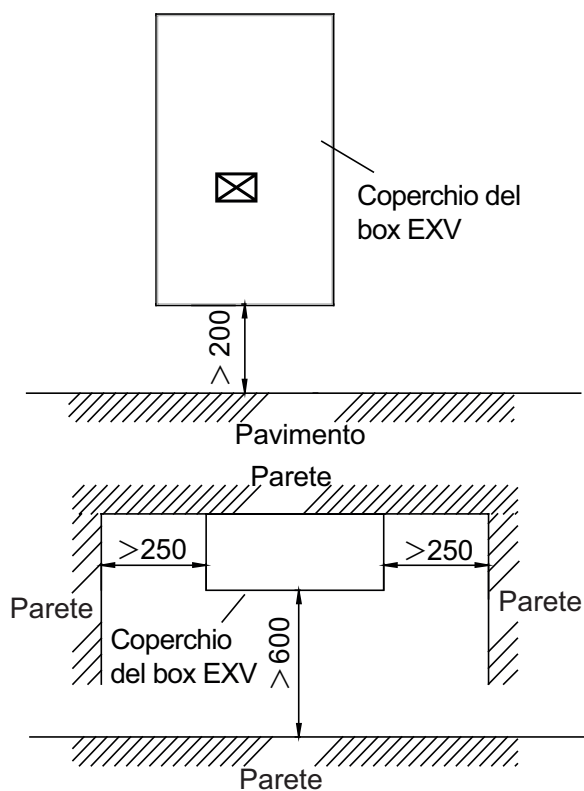 Coperchio del
box EXV
＞200
Pavimento
Parete
＞250
＞250
Parete
Parete
Coperchio
del box EXV
＞600
Parete